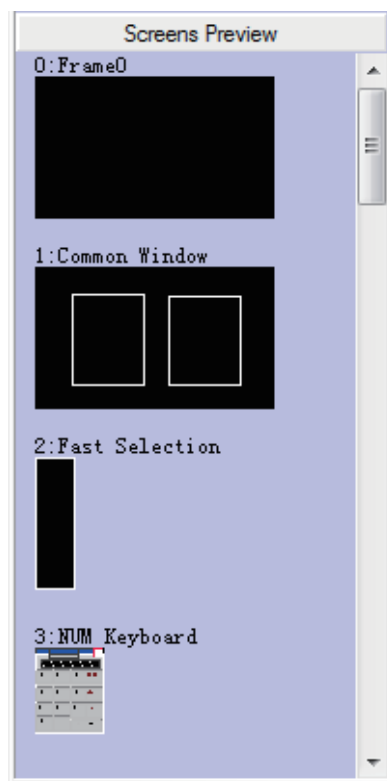 Screens Preview
0:Frame0
1:Common Window
2:Fast Selection
3:NUM Keyboard